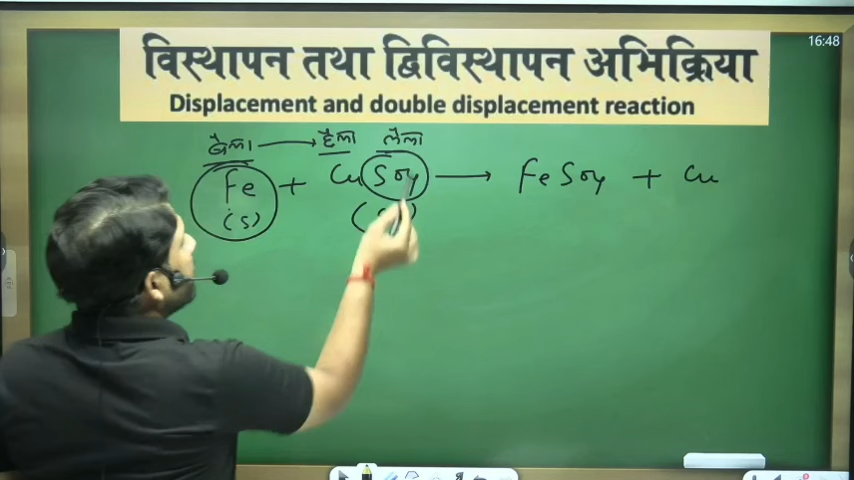 16:48
विस्थापन तथा द्विविस्थापन अभिक्रिया
Displacement and double displacement reaction
बैला → हैला लैला
Fe + CuSO4 → FeSO4 + Cu
(s)